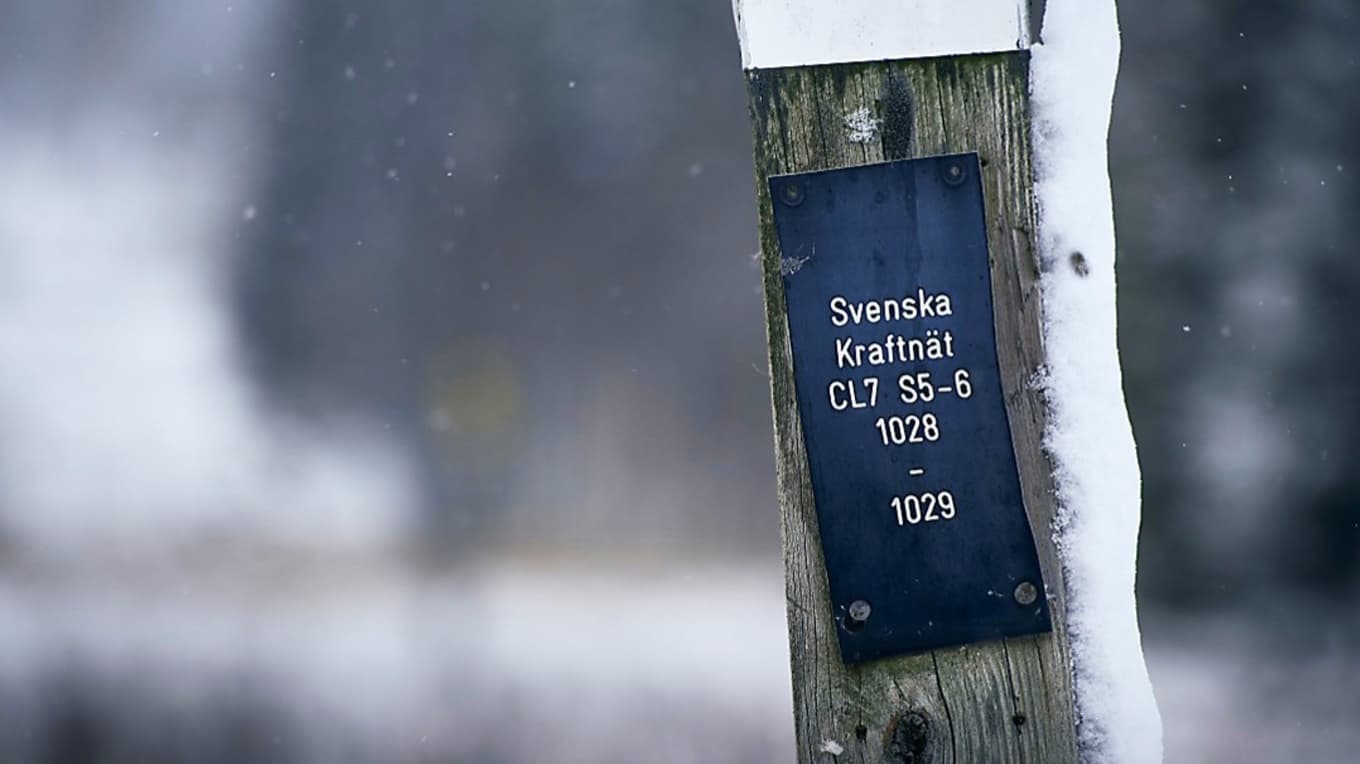 Svenska
Kraftnät
CL7 S5-6
1028
-
1029